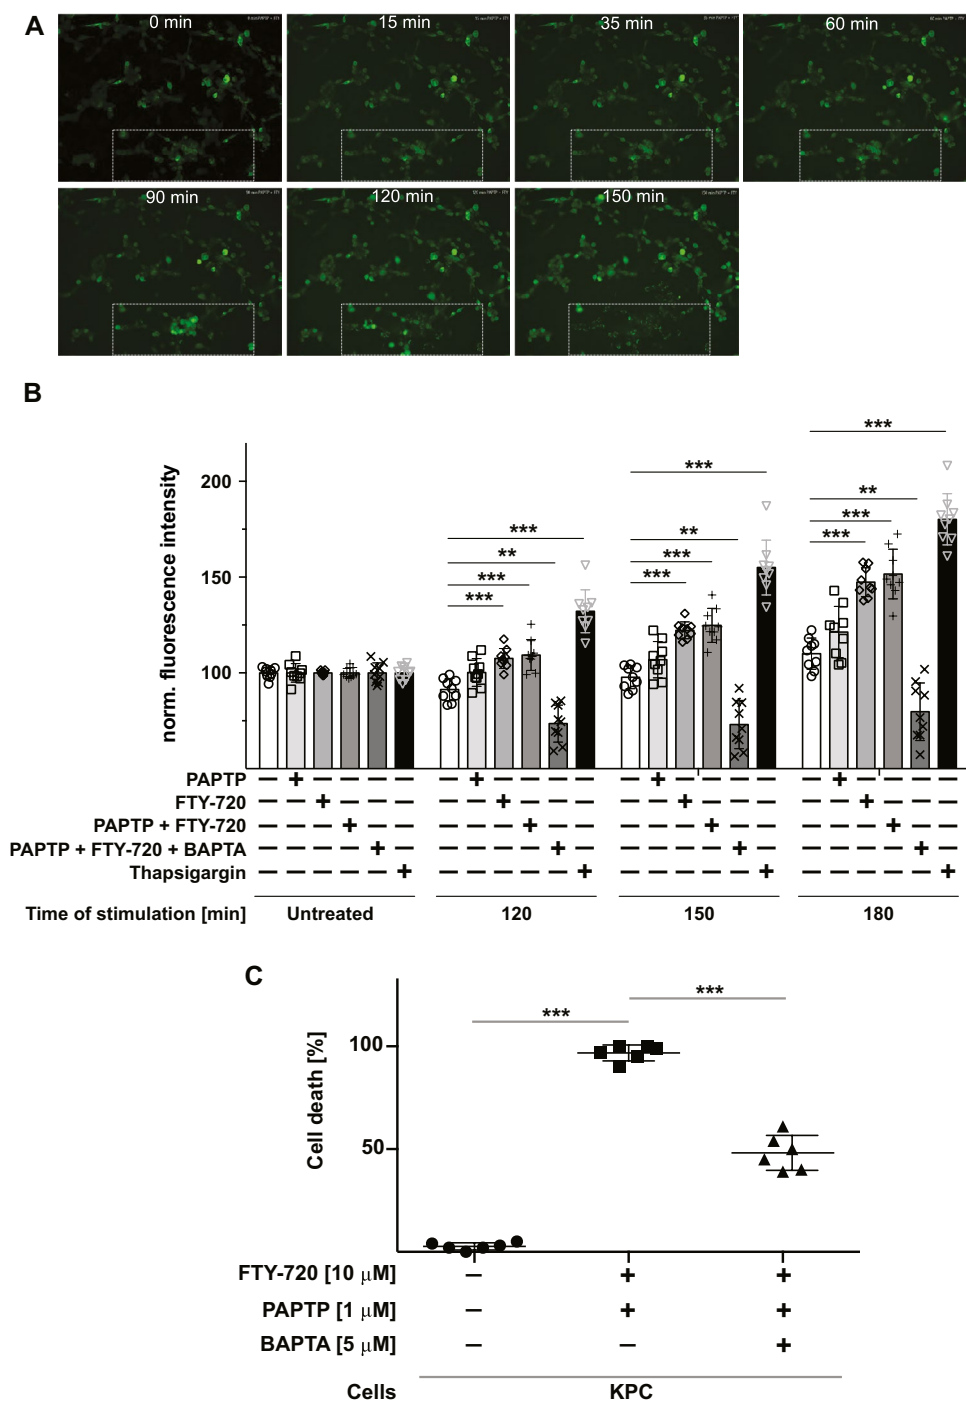 A
0 min
15 min
35 min
60 min
90 min
120 min
150 min
B
norm. fluorescence intensity
200
150
100
***
**
***
***
***
**
***
***
***
**
***
***
PAPTP − + − − − − − + − − − − − + − − − − − + − − − −
FTY-720 − − + − − − − − + − − − − − + − − − − − + − − −
PAPTP + FTY-720 − − − + − − − − − + − − − − − + − − − − − + − −
PAPTP + FTY-720 + BAPTA − − − − + − − − − − + − − − − − + − − − − − + −
Thapsigargin − − − − − + − − − − − + − − − − − + − − − − − +
Time of stimulation [min] Untreated 120 150 180
C
Cell death [%]
100
50
***
***
FTY-720 [10 μM] − + +
PAPTP [1 μM] − + +
BAPTA [5 μM] − − +
Cells KPC